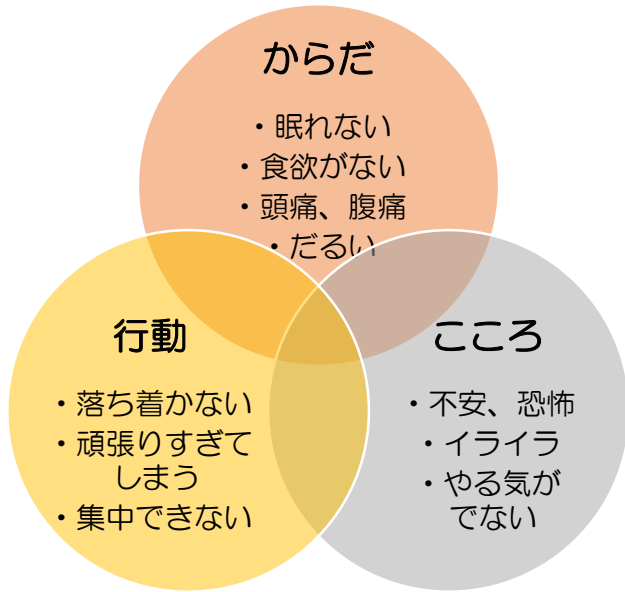 からだ
・眠れない
・食欲がない
・頭痛、腹痛
・だるい
行動
・落ち着かない
・頑張りすぎて
しまう
・集中できない
こころ
・不安、恐怖
・イライラ
・やる気が
でない